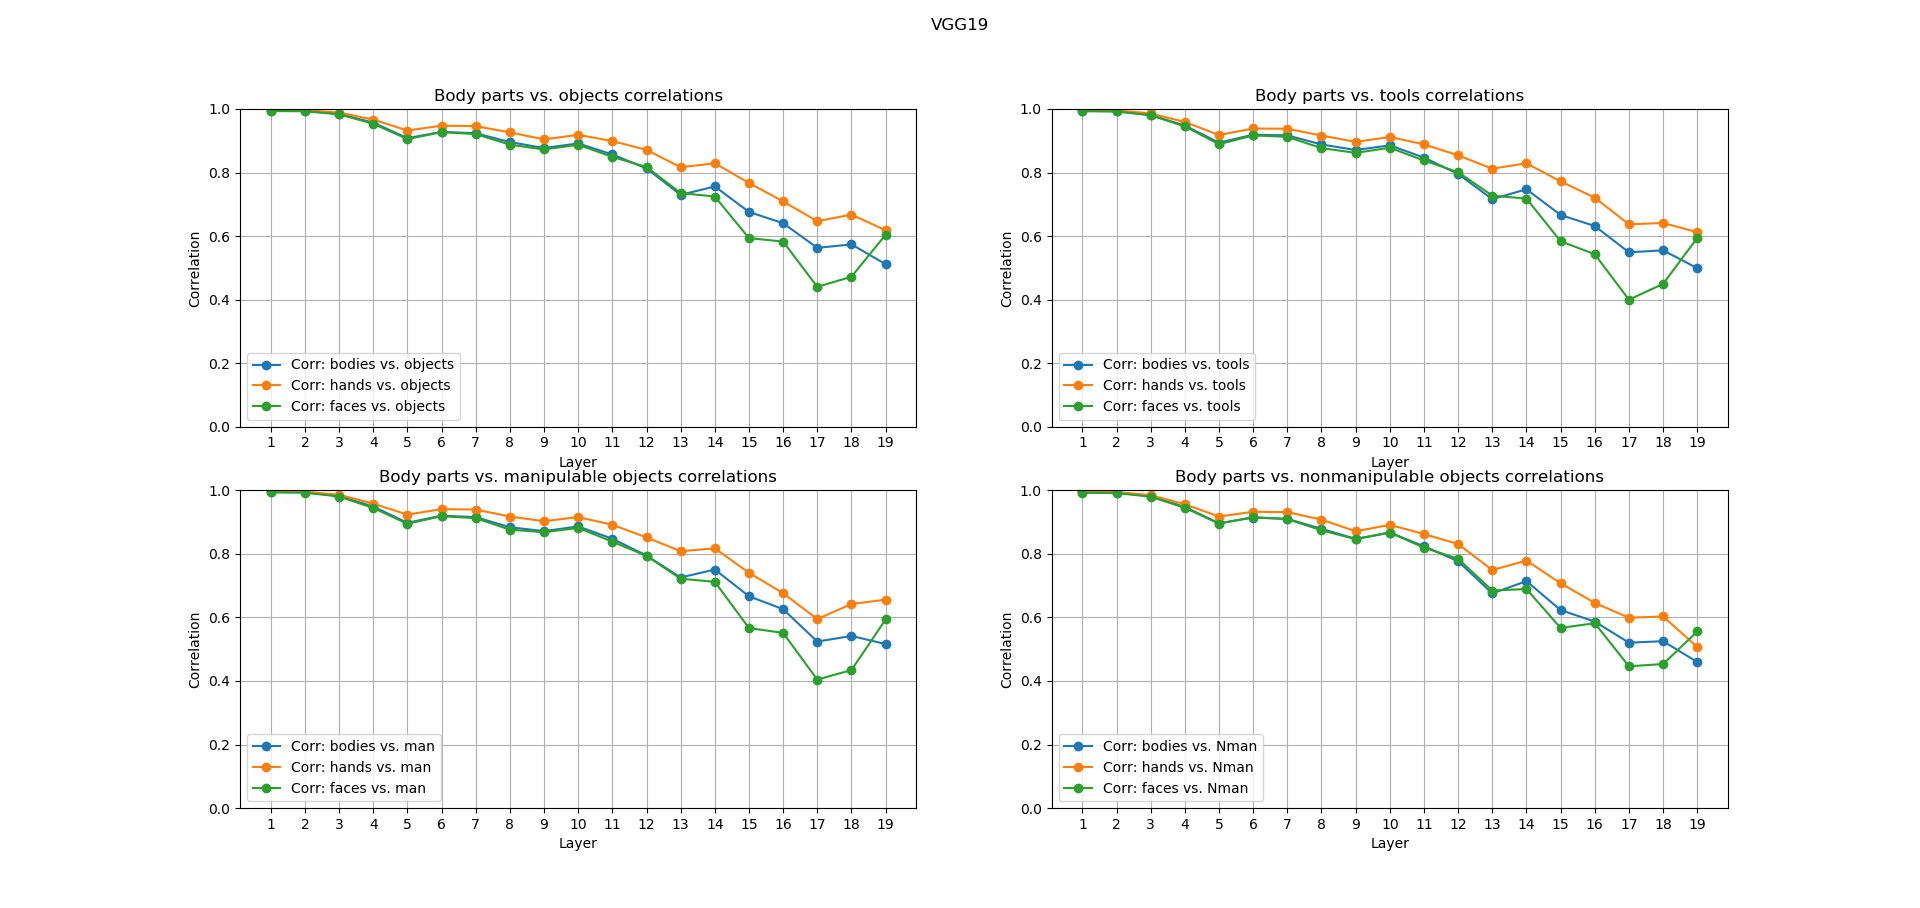 VGG19
Body parts vs. objects correlations
1.0
0.8
0.6
0.4
0.2
0.0
Correlation
Corr: bodies vs. objects
Corr: hands vs. objects
Corr: faces vs. objects
1 2 3 4 5 6 7 8 9 10 11 12 13 14 15 16 17 18 19
Layer
Body parts vs. tools correlations
1.0
0.8
0.6
0.4
0.2
0.0
Correlation
Corr: bodies vs. tools
Corr: hands vs. tools
Corr: faces vs. tools
1 2 3 4 5 6 7 8 9 10 11 12 13 14 15 16 17 18 19
Layer
Body parts vs. manipulable objects correlations
1.0
0.8
0.6
0.4
0.2
0.0
Correlation
Corr: bodies vs. man
Corr: hands vs. man
Corr: faces vs. man
1 2 3 4 5 6 7 8 9 10 11 12 13 14 15 16 17 18 19
Layer
Body parts vs. nonmanipulable objects correlations
1.0
0.8
0.6
0.4
0.2
0.0
Correlation
Corr: bodies vs. Nman
Corr: hands vs. Nman
Corr: faces vs. Nman
1 2 3 4 5 6 7 8 9 10 11 12 13 14 15 16 17 18 19
Layer